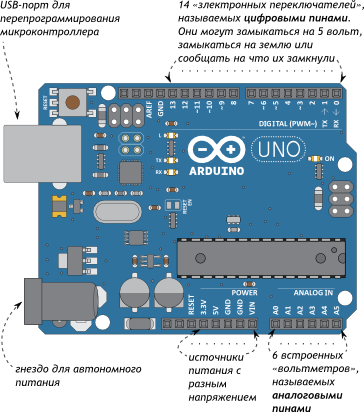 USB-порт для
перепрограммирования
микроконтроллера
14 «электронных переключателей»,
называемых цифровыми пинами.
Они могут замыкаться на 5 вольт,
замыкаться на землю или
сообщать на что их замкнули
RESET
AREF
GND
13
12
~11
~10
~9
8
7
~6
~5
4
~3
2
TX → 1
RX ← 0
DIGITAL (PWM~)
L
TX
RX
ARDUINO
UNO
ON
RESET
EN
POWER
ANALOG IN
RESET
3.3V
5V
GND
GND
VIN
A0
A1
A2
A3
A4
A5
гнездо для автономного
питания
источники
питания с
разным
напряжением
6 встроенных
«вольтметров»,
называемых
аналоговыми
пинами